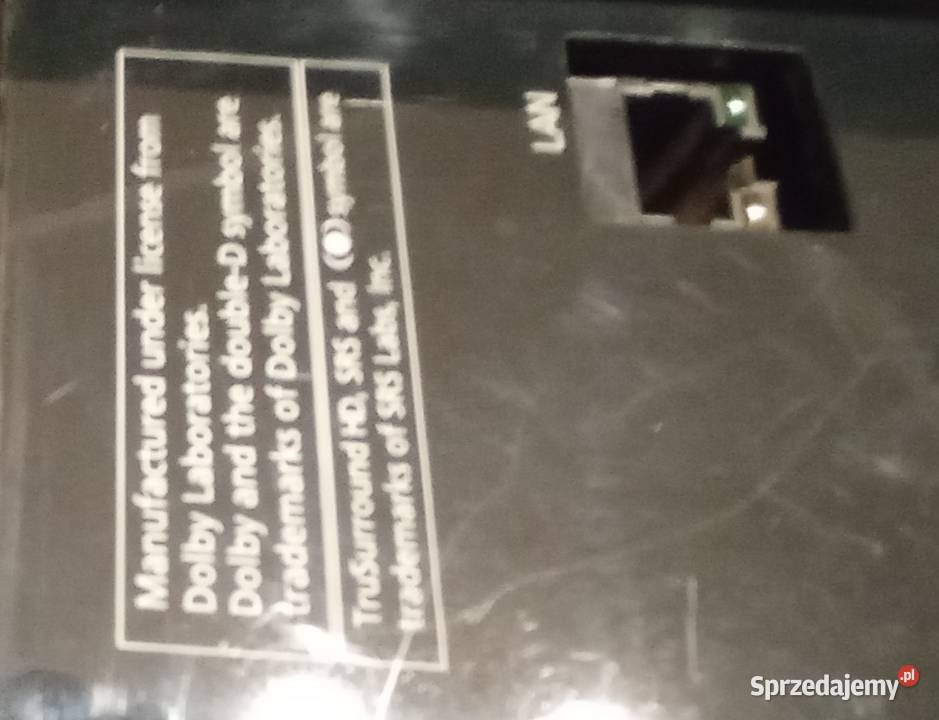 Manufactured under license from
Dolby Laboratories.
Dolby and the double-D symbol are
trademarks of Dolby Laboratories.
TruSurround HD, SRS and symbol are
trademarks of SRS Labs, Inc.
LAN
Sprzedajemy.pl